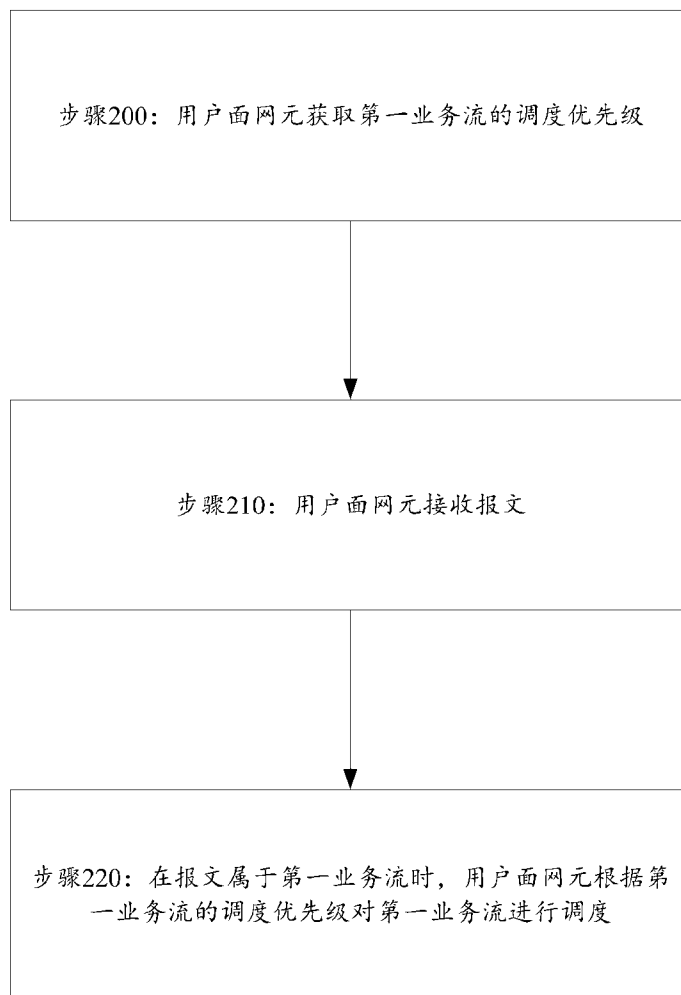 步骤200：用户面网元获取第一业务流的调度优先级
步骤210：用户面网元接收报文
步骤220：在报文属于第一业务流时，用户面网元根据第
一业务流的调度优先级对第一业务流进行调度